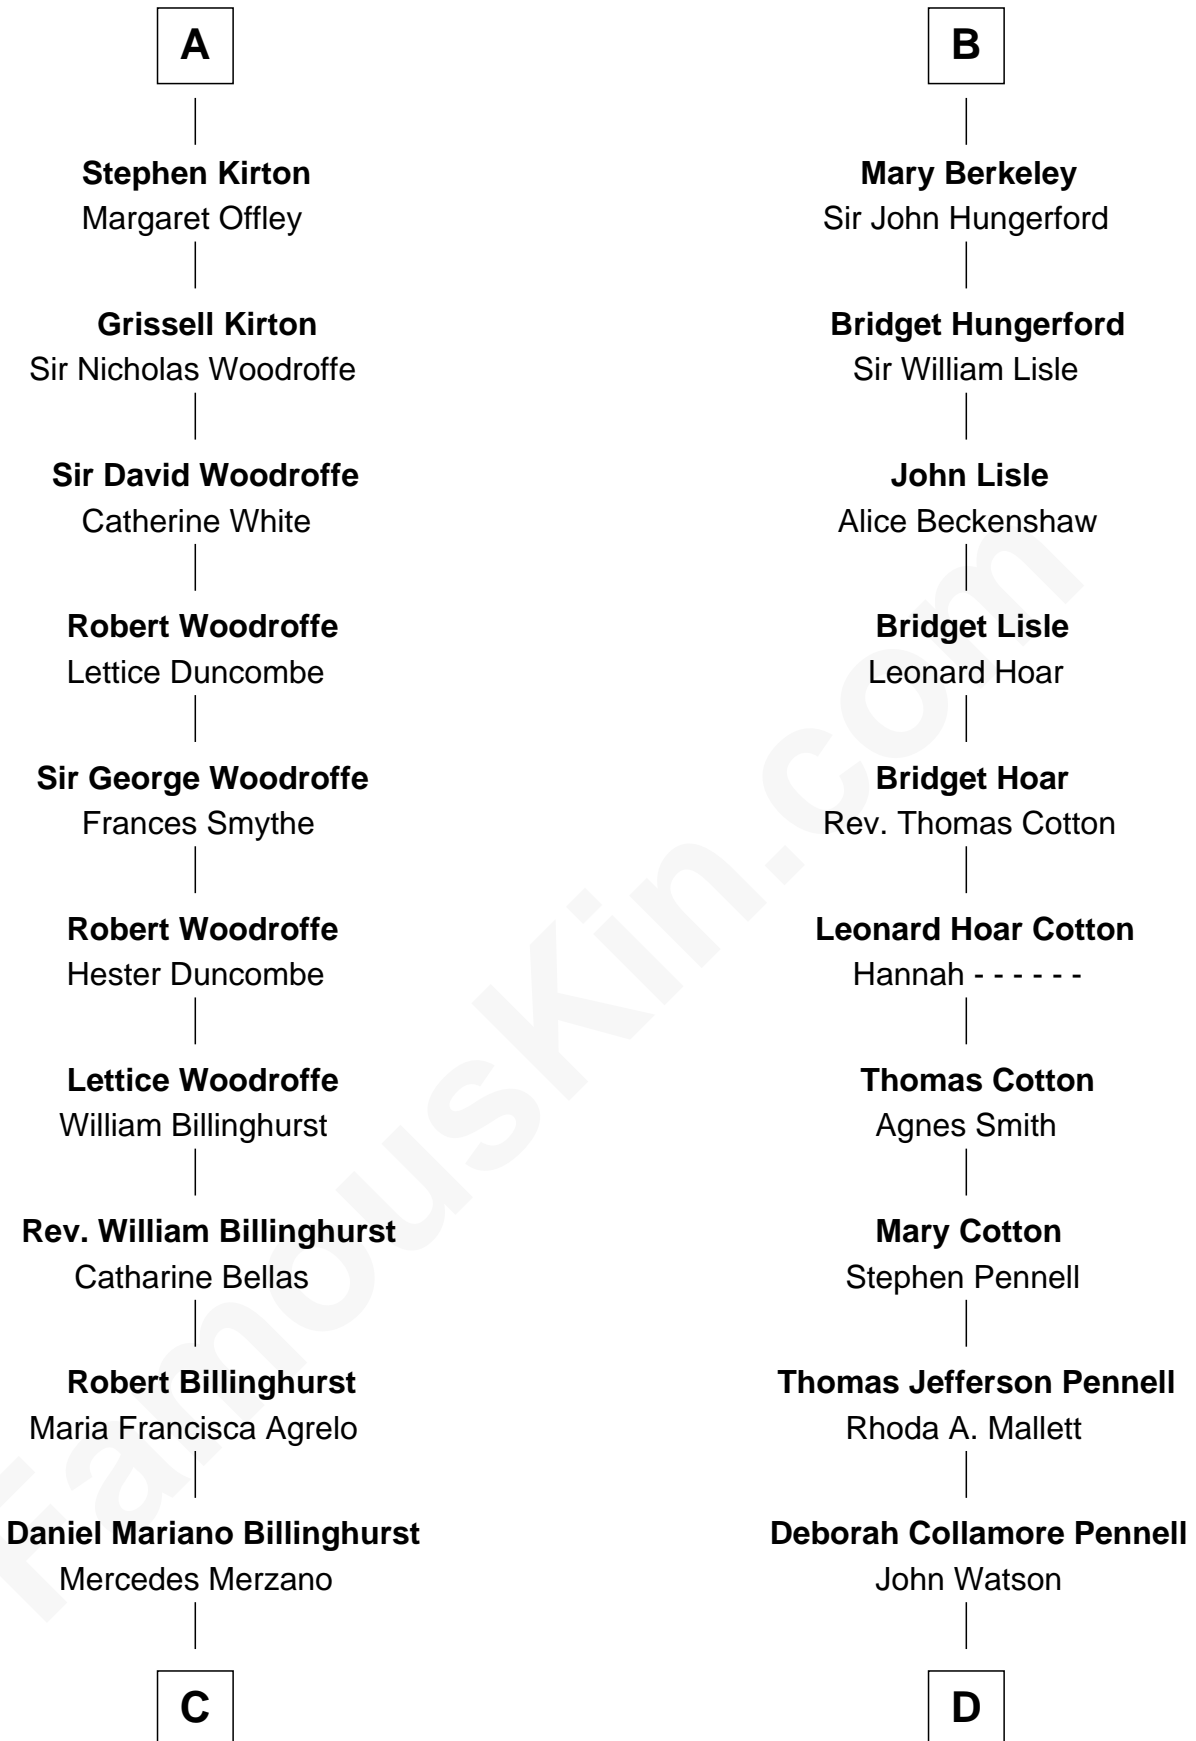 A
Stephen Kirton
Margaret Offley
Grissell Kirton
Sir Nicholas Woodroffe
Sir David Woodroffe
Catherine White
Robert Woodroffe
Lettice Duncombe
Sir George Woodroffe
Frances Smythe
Robert Woodroffe
Hester Duncombe
Lettice Woodroffe
William Billinghurst
Rev. William Billinghurst
Catharine Bellas
Robert Billinghurst
Maria Francisca Agrelo
Daniel Mariano Billinghurst
Mercedes Merzano
C
B
Mary Berkeley
Sir John Hungerford
Bridget Hungerford
Sir William Lisle
John Lisle
Alice Beckenshaw
Bridget Lisle
Leonard Hoar
Bridget Hoar
Rev. Thomas Cotton
Leonard Hoar Cotton
Hannah - - - - - -
Thomas Cotton
Agnes Smith
Mary Cotton
Stephen Pennell
Thomas Jefferson Pennell
Rhoda A. Mallett
Deborah Collamore Pennell
John Watson
D
FamousKin.com